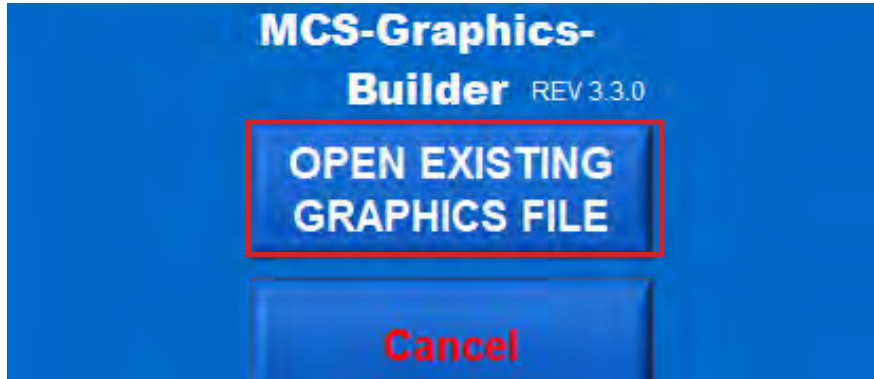 MCS-Graphics-
Builder REV 3.3.0
OPEN EXISTING
GRAPHICS FILE
Cancel